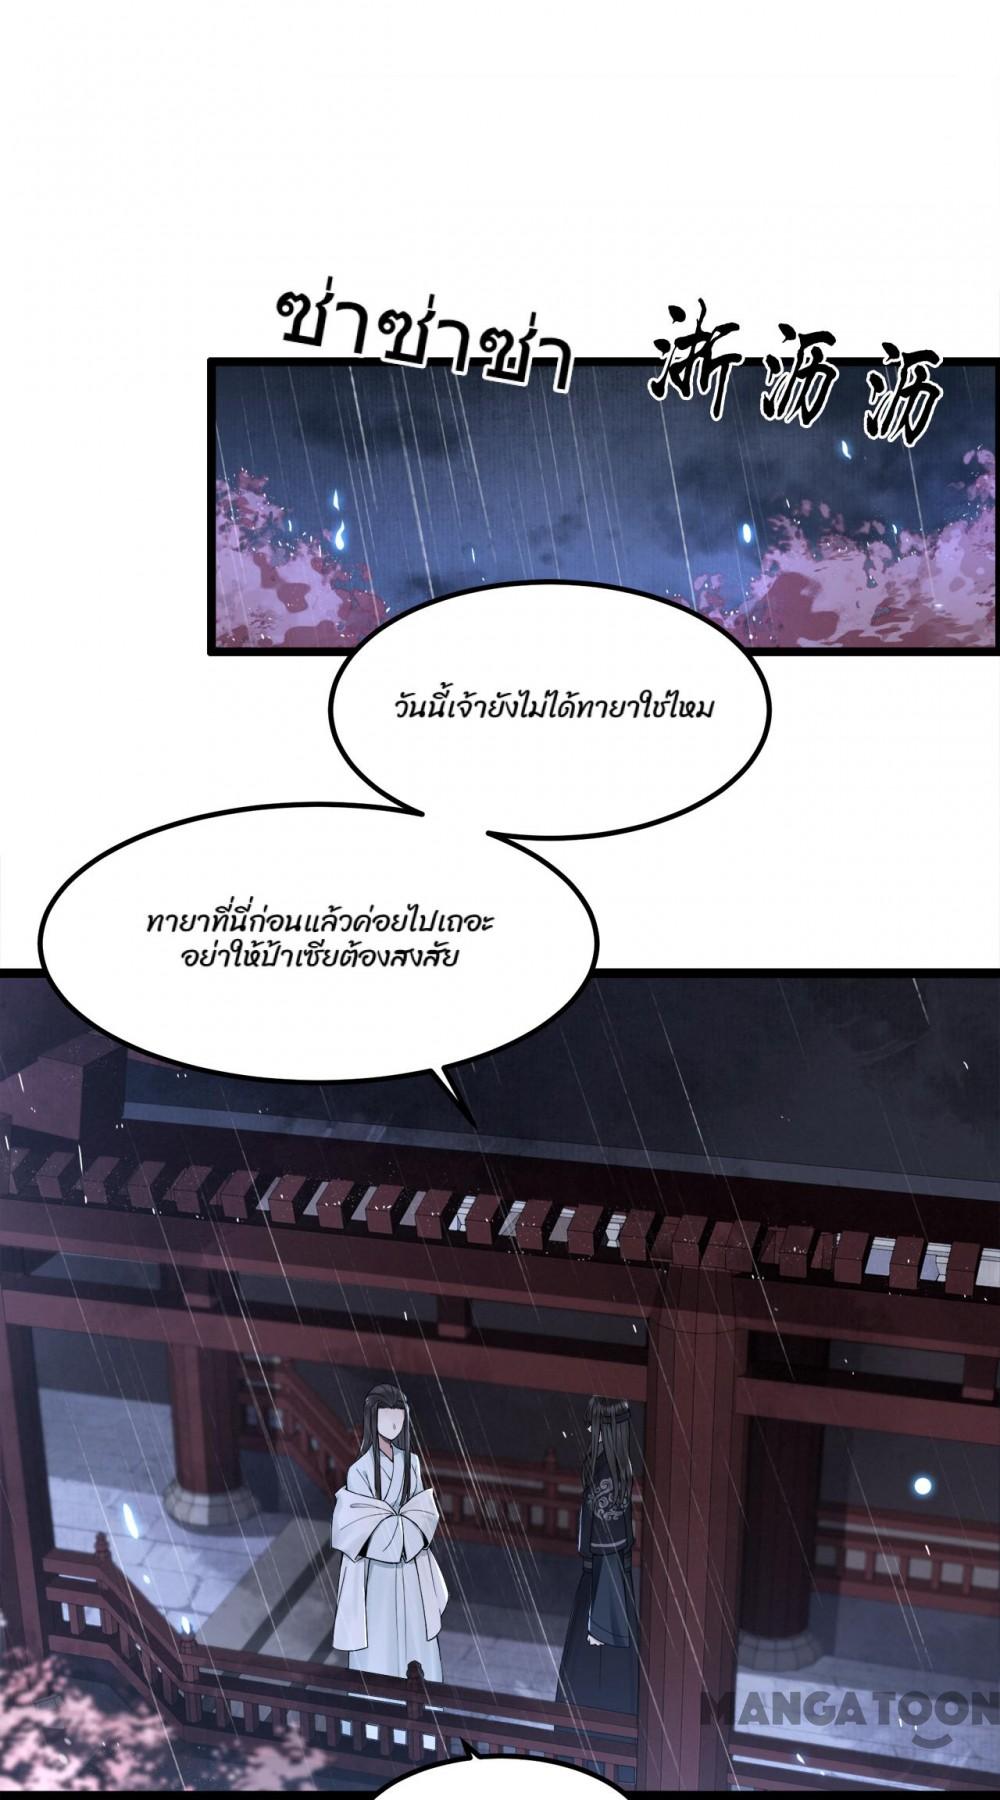 ซ่าซ่าซ่า
浙沥沥
วันนี้เจ้ายังไม่ได้ทายาใช่ไหม
ทายาที่นี่ก่อนแล้วค่อยไปเถอะ
อย่าให้ป้าเซียต้องสงสัย
MANGATOON